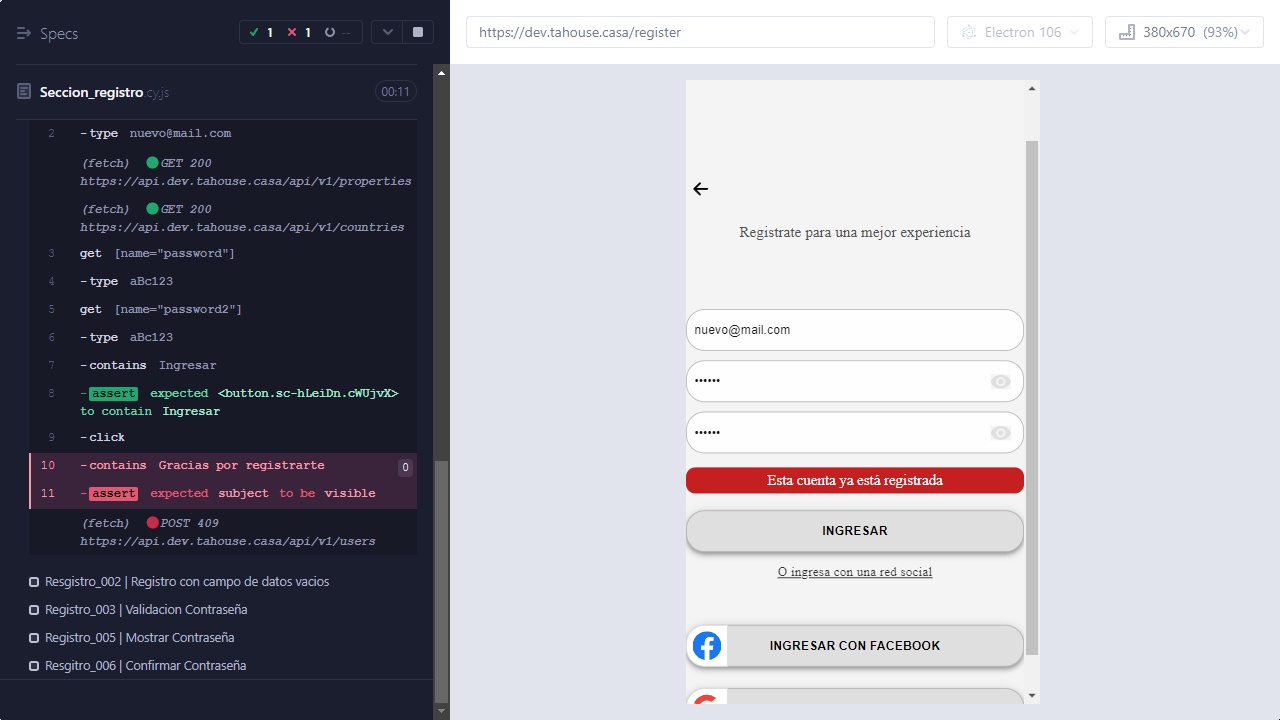 Specs
1
1
--
Seccion_registro.cy.js
00:11
2 -type nuevo@mail.com
(fetch) GET 200
https://api.dev.tahouse.casa/api/v1/properties
(fetch) GET 200
https://api.dev.tahouse.casa/api/v1/countries
3 get [name="password"]
4 -type aBc123
5 get [name="password2"]
6 -type aBc123
7 -contains Ingresar
8 -assert expected <button.sc-hLeiDn.cWUjvX>
to contain Ingresar
9 -click
10 -contains Gracias por registrarte 0
11 -assert expected subject to be visible
(fetch) POST 409
https://api.dev.tahouse.casa/api/v1/users
Resgistro_002 | Registro con campo de datos vacios
Registro_003 | Validacion Contraseña
Registro_005 | Mostrar Contraseña
Resgitro_006 | Confirmar Contraseña
https://dev.tahouse.casa/register
Electron 106
380x670 (93%)
Registrate para una mejor experiencia
nuevo@mail.com
••••••
••••••
Esta cuenta ya está registrada
INGRESAR
O ingresa con una red social
INGRESAR CON FACEBOOK